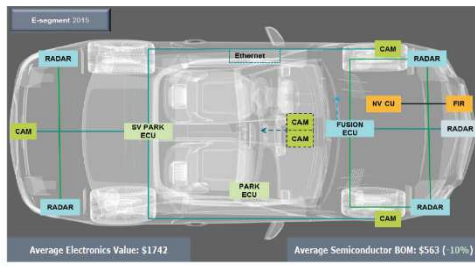 E-segment 2015
Ethernet
CAM
RADAR
RADAR
NV CU
FIR
CAM
CAM
SV PARK
ECU
CAM
CAM
FUSION
ECU
RADAR
PARK
ECU
RADAR
RADAR
CAM
Average Electronics Value: $1742
Average Semiconductor BOM: $563 (-10%)